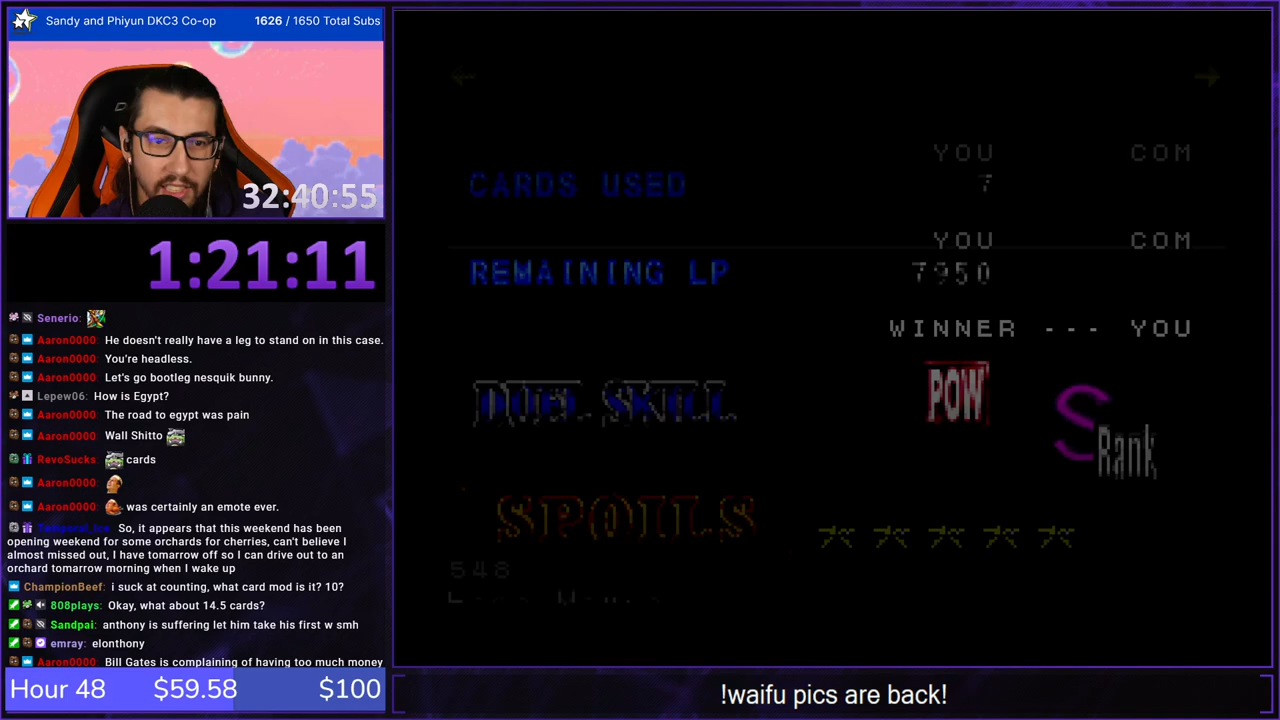 Sandy and Phiyun DKC3 Co-op
1626 / 1650 Total Subs
32:40:55
1:21:11
Senerio:
Aaron0000: He doesn't really have a leg to stand on in this case.
Aaron0000: You're headless.
Aaron0000: Let's go bootleg nesquik bunny.
Lepew06: How is Egypt?
Aaron0000: The road to egypt was pain
Aaron0000: Wall Shitto
RevoSucks: cards
Aaron0000:
Aaron0000: was certainly an emote ever.
So, it appears that this weekend has been
opening weekend for some orchards for cherries, can't believe I
almost missed out, I have tomorrow off so I can drive out to an
orchard tomorrow morning when I wake up
ChampionBeef: i suck at counting, what card mod is it? 10?
808plays: Okay, what about 14.5 cards?
Sandpai: anthony is suffering let him take his first w smh
emray: elonthony
Aaron0000: Bill Gates is complaining of having too much money
Hour 48
$59.58
$100
YOU COM
CARDS USED 7
YOU COM
REMAINING LP 7950
WINNER --- YOU
DUEL SKILL
POW
S
Rank
SPOILS
548
!waifu pics are back!